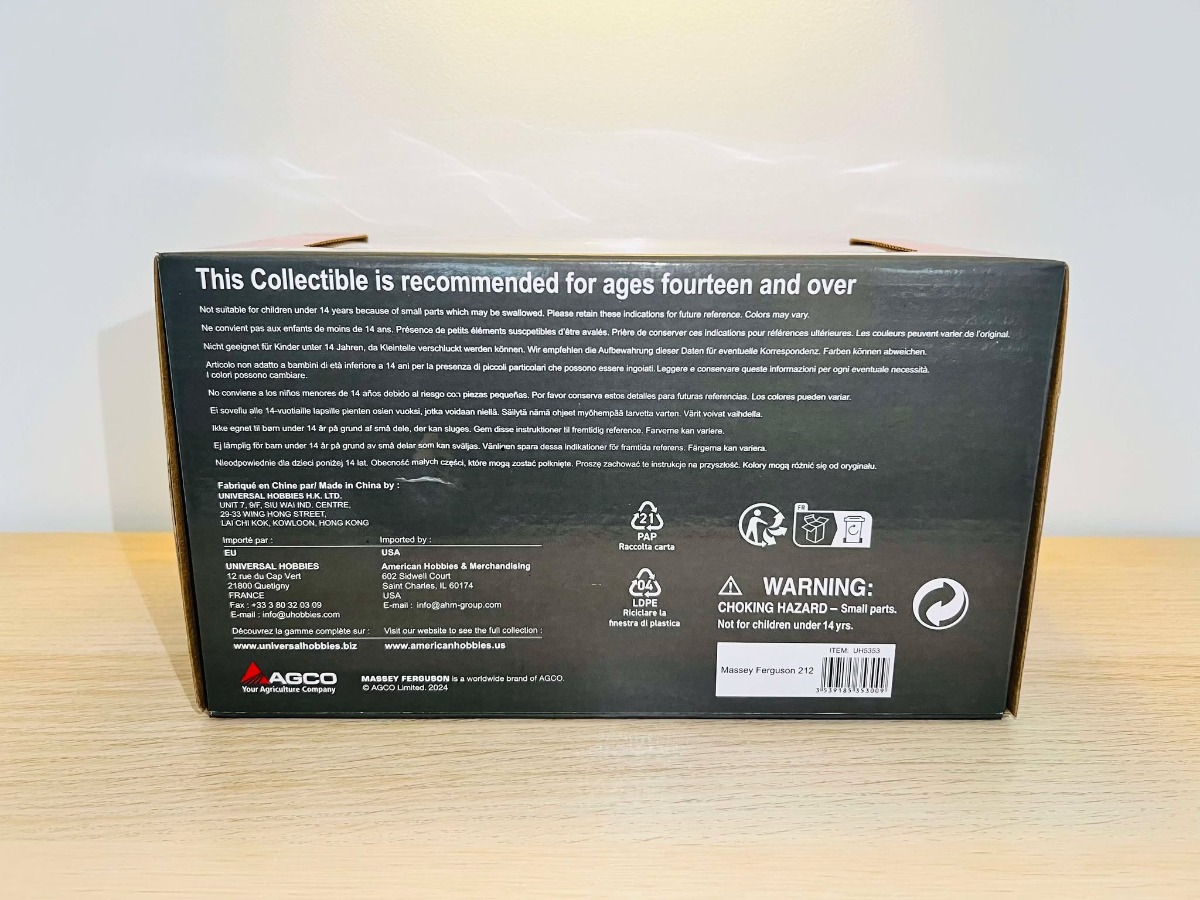 This Collectible is recommended for ages fourteen and over
Not suitable for children under 14 years because of small parts which may be swallowed. Please retain these indications for future reference. Colors may vary.
Ne convient pas aux enfants de moins de 14 ans. Présence de petits éléments suscpetibles d'être avalés. Prière de conserver ces indications pour références ultérieures. Les couleurs peuvent varier de l'original.
Nicht geeignet für Kinder unter 14 Jahren, da Kleinteile verschluckt werden können. Wir empfehlen die Aufbewahrung dieser Daten für eventuelle Korrespondenz. Farben können abweichen.
Articolo non adatto a bambini di età inferiore a 14 ani per la presenza di piccoli particolari che possono essere ingoiati. Leggere e conservare queste informazioni per ogni eventuale necessità.
I colori possono cambiare.
No conviene a los niños menores de 14 años debido al riesgo con piezas pequeñas. Por favor conserva estos detalles para futuras referencias. Los colores pueden variar.
Ei sovellu alle 14-vuotiaille lapsille pienten osien vuoksi, jotka voidaan niellä. Säilytä nämä ohjeet myöhempää tarvetta varten. Värit voivat vaihdella.
Ikke egnet til børn under 14 år på grund af små dele, der kan sluges. Gem disse instruktioner til fremtidig reference. Farverne kan variere.
Ej lämplig för barn under 14 år på grund av små delar som kan sväljas. Vänlinen spara dessa indikationer för framtida referens. Färgerna kan variera.
Nieodpowiednie dla dzieci poniżej 14 lat. Obecność małych części, które mogą zostać połknięte. Proszę zachować te instrukcje na przyszłość. Kolory mogą różnić się od oryginału.
Fabriqué en Chine par/ Made in China by :
UNIVERSAL HOBBIES H.K. LTD.
UNIT 7, 9/F, SIU WAI IND. CENTRE,
29-33 WING HONG STREET,
LAI CHI KOK, KOWLOON, HONG KONG
Importé par :
EU
UNIVERSAL HOBBIES
12 rue du Cap Vert
21800 Quetigny
FRANCE
Fax : +33 3 80 32 03 09
E-mail : info@uhobbies.com
Découvrez la gamme complète sur :
www.universalhobbies.biz
Imported by :
USA
American Hobbies & Merchandising
602 Sidwell Court
Saint Charles, IL 60174
USA
E-mail : info@ahm-group.com
Visit our website to see the full collection :
www.americanhobbies.us
AGCO
Your Agriculture Company
MASSEY FERGUSON is a worldwide brand of AGCO.
© AGCO Limited. 2024
21
PAP
Raccolta carta
04
LDPE
Riciclare la
finestra di plastica
FR
WARNING:
CHOKING HAZARD – Small parts.
Not for children under 14 yrs.
ITEM: UH5353
Massey Ferguson 212
3 539185 353009